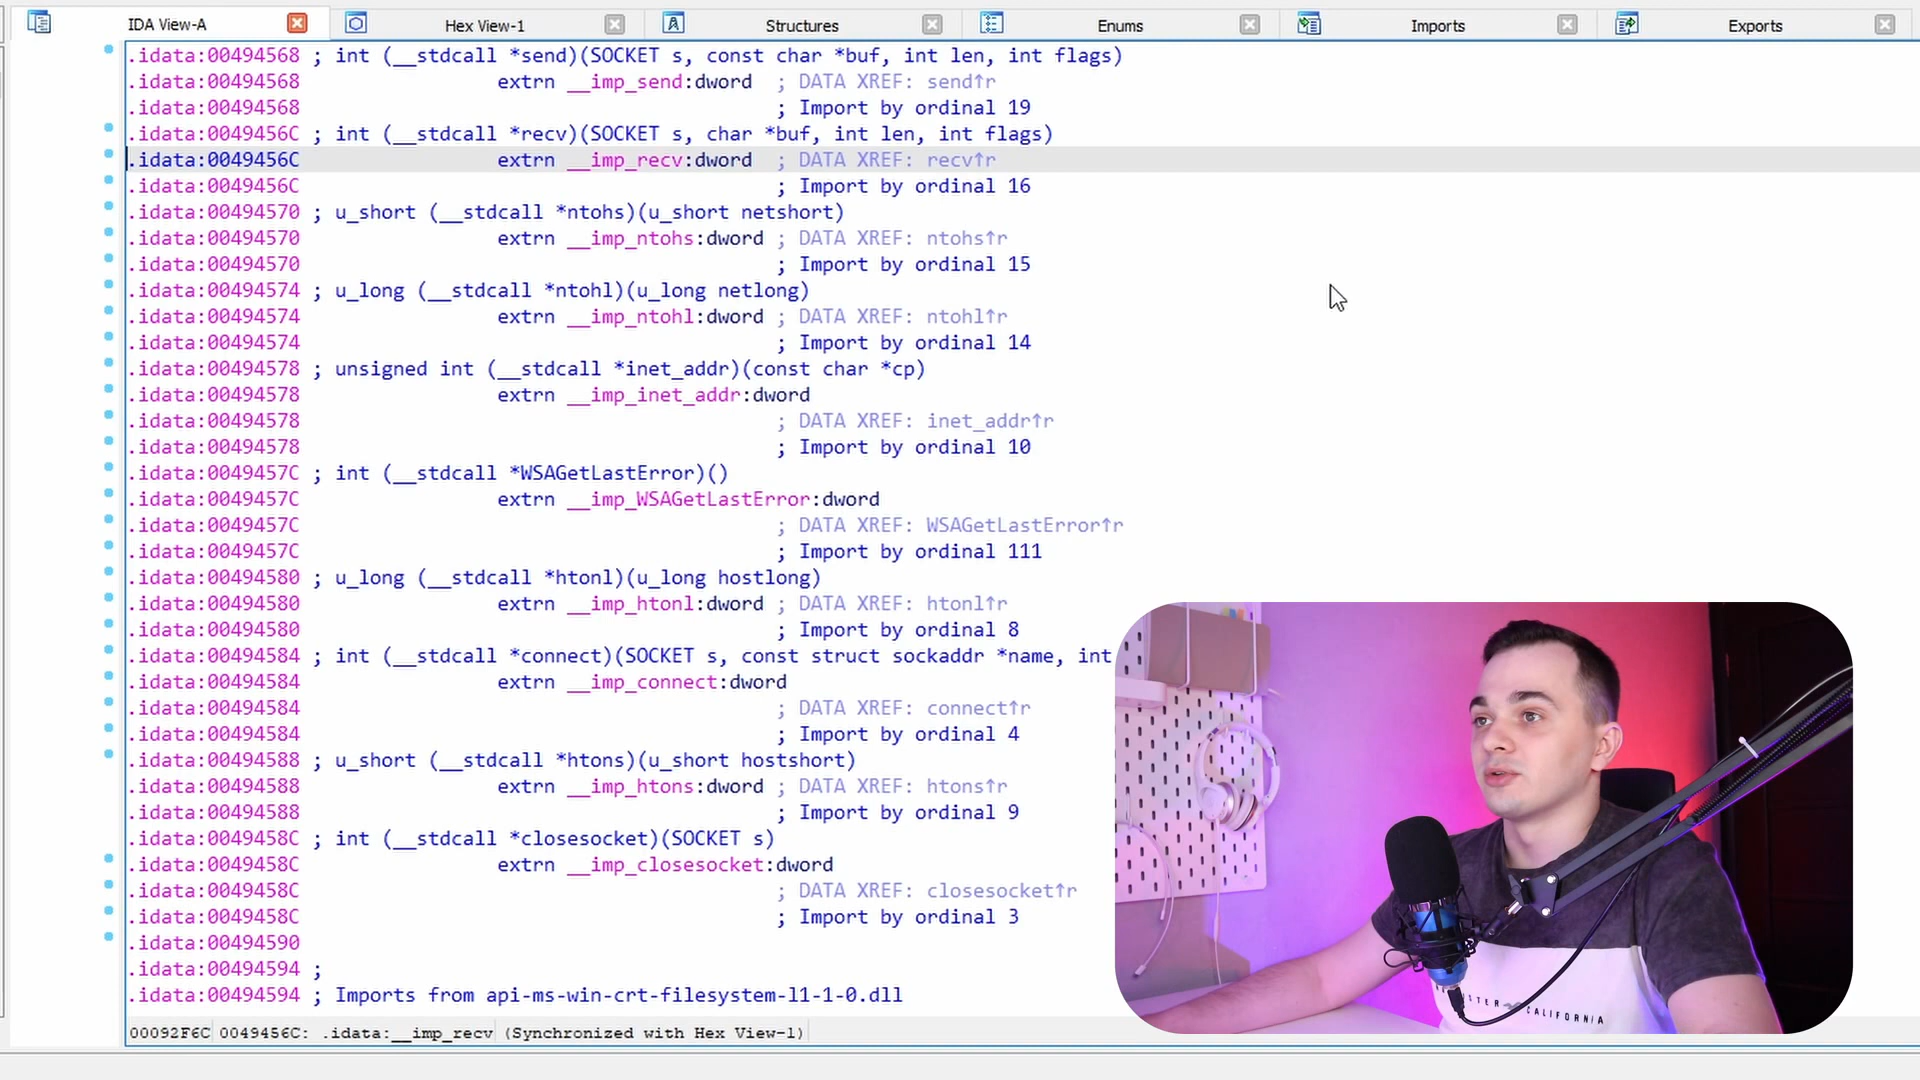 IDA View-A Hex View-1 Structures Enums Imports Exports
.idata:00494568 ; int (__stdcall *send)(SOCKET s, const char *buf, int len, int flags)
.idata:00494568 extrn __imp_send:dword ; DATA XREF: send↑r
.idata:00494568 ; Import by ordinal 19
.idata:0049456C ; int (__stdcall *recv)(SOCKET s, char *buf, int len, int flags)
.idata:0049456C extrn __imp_recv:dword ; DATA XREF: recv↑r
.idata:0049456C ; Import by ordinal 16
.idata:00494570 ; u_short (__stdcall *ntohs)(u_short netshort)
.idata:00494570 extrn __imp_ntohs:dword ; DATA XREF: ntohs↑r
.idata:00494570 ; Import by ordinal 15
.idata:00494574 ; u_long (__stdcall *ntohl)(u_long netlong)
.idata:00494574 extrn __imp_ntohl:dword ; DATA XREF: ntohl↑r
.idata:00494574 ; Import by ordinal 14
.idata:00494578 ; unsigned int (__stdcall *inet_addr)(const char *cp)
.idata:00494578 extrn __imp_inet_addr:dword
.idata:00494578 ; DATA XREF: inet_addr↑r
.idata:00494578 ; Import by ordinal 10
.idata:0049457C ; int (__stdcall *WSAGetLastError)()
.idata:0049457C extrn __imp_WSAGetLastError:dword
.idata:0049457C ; DATA XREF: WSAGetLastError↑r
.idata:0049457C ; Import by ordinal 111
.idata:00494580 ; u_long (__stdcall *htonl)(u_long hostlong)
.idata:00494580 extrn __imp_htonl:dword ; DATA XREF: htonl↑r
.idata:00494580 ; Import by ordinal 8
.idata:00494584 ; int (__stdcall *connect)(SOCKET s, const struct sockaddr *name, int
.idata:00494584 extrn __imp_connect:dword
.idata:00494584 ; DATA XREF: connect↑r
.idata:00494584 ; Import by ordinal 4
.idata:00494588 ; u_short (__stdcall *htons)(u_short hostshort)
.idata:00494588 extrn __imp_htons:dword ; DATA XREF: htons↑r
.idata:00494588 ; Import by ordinal 9
.idata:0049458C ; int (__stdcall *closesocket)(SOCKET s)
.idata:0049458C extrn __imp_closesocket:dword
.idata:0049458C ; DATA XREF: closesocket↑r
.idata:0049458C ; Import by ordinal 3
.idata:00494590
.idata:00494594 ;
.idata:00494594 ; Imports from api-ms-win-crt-filesystem-l1-1-0.dll
00092F6C 0049456C: .idata:__imp_recv (Synchronized with Hex View-1)
CALIFORNIA